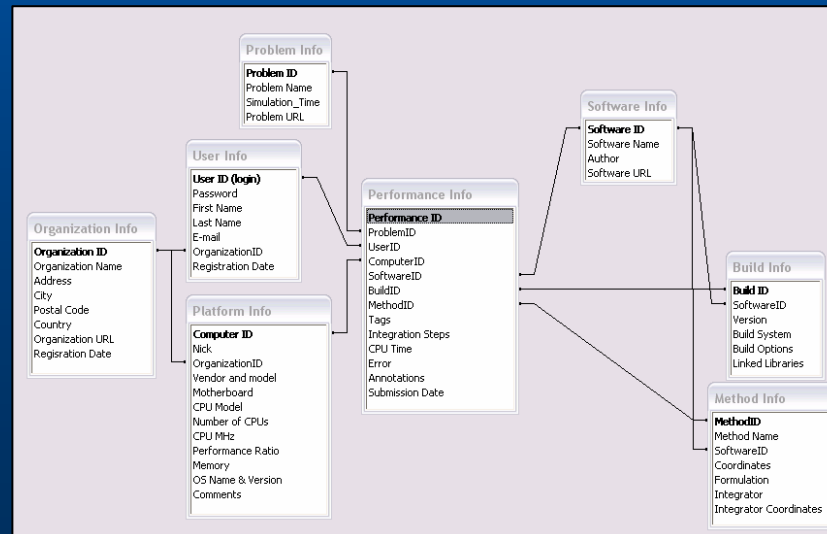 Problem Info
Problem ID
Problem Name
Simulation_Time
Problem URL
User Info
User ID (login)
Password
First Name
Last Name
E-mail
OrganizationID
Registration Date
Organization Info
Organization ID
Organization Name
Address
City
Postal Code
Country
Organization URL
Regisration Date
Platform Info
Computer ID
Nick
OrganizationID
Vendor and model
Motherboard
CPU Model
Number of CPUs
CPU MHz
Performance Ratio
Memory
OS Name & Version
Comments
Performance Info
Performance ID
ProblemID
UserID
ComputerID
SoftwareID
BuildID
MethodID
Tags
Integration Steps
CPU Time
Error
Annotations
Submission Date
Software Info
Software ID
Software Name
Author
Software URL
Build Info
Build ID
SoftwareID
Version
Build System
Build Options
Linked Libraries
Method Info
MethodID
Method Name
SoftwareID
Coordinates
Formulation
Integrator
Integrator Coordinates